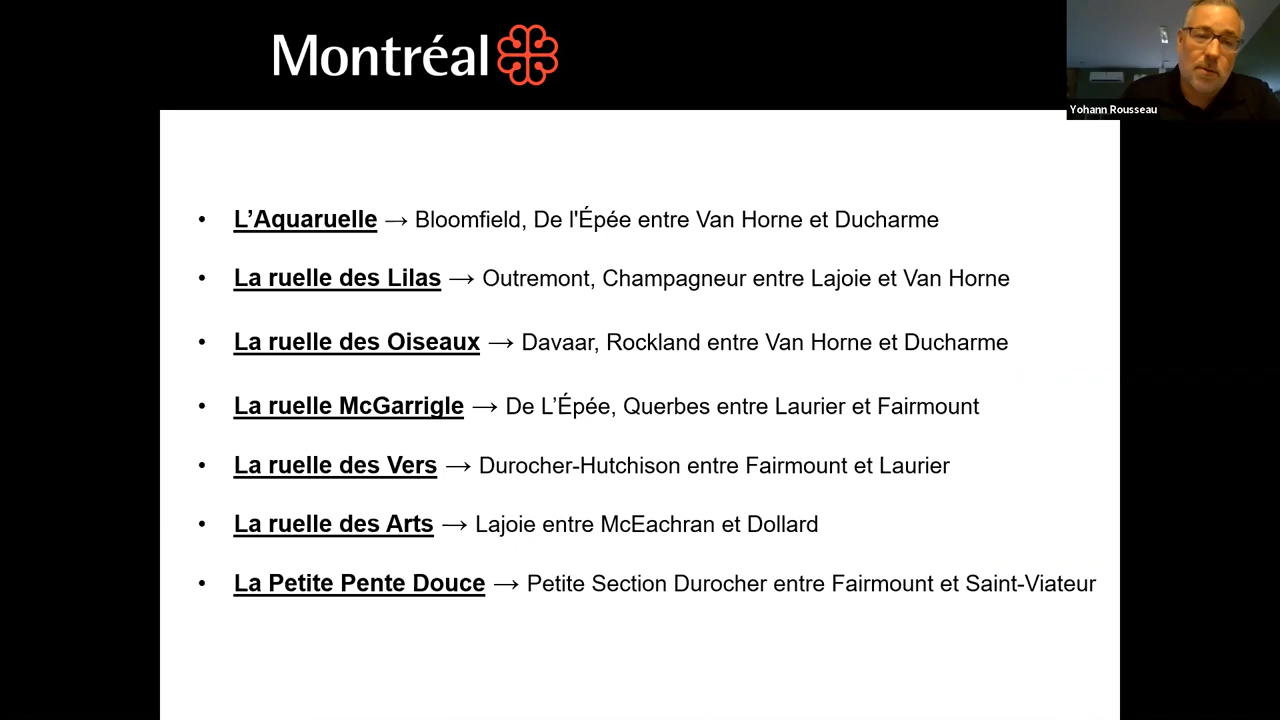 Montréal
Yohann Rousseau
• L’Aquaruelle → Bloomfield, De l'Épée entre Van Horne et Ducharme
• La ruelle des Lilas → Outremont, Champagneur entre Lajoie et Van Horne
• La ruelle des Oiseaux → Davaar, Rockland entre Van Horne et Ducharme
• La ruelle McGarrigle → De L’Épée, Querbes entre Laurier et Fairmount
• La ruelle des Vers → Durocher-Hutchison entre Fairmount et Laurier
• La ruelle des Arts → Lajoie entre McEachran et Dollard
• La Petite Pente Douce → Petite Section Durocher entre Fairmount et Saint-Viateur